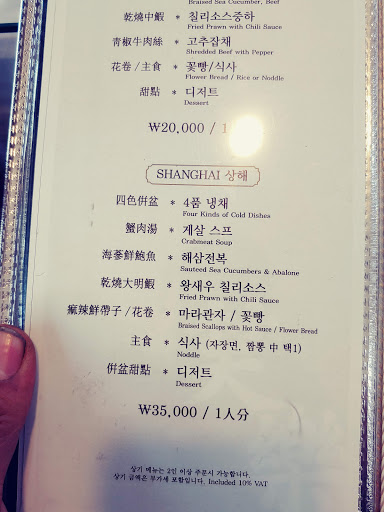 Braised Sea Cucumber, Beef
乾燒中蝦 * 칠리소스중하
Fried Prawn with Chili Sauce
青椒牛肉絲 * 고추잡채
Shredded Beef with Pepper
花卷 / 主食 * 꽃빵/식사
Flower Bread / Rice or Noddle
甜點 * 디저트
Dessert
₩20,000 / 1
SHANGHAI 상해
四色倂盆 * 4품 냉채
Four Kinds of Cold Dishes
蟹肉湯 * 게살 스프
Crabmeat Soup
海蔘鮮鮑魚 * 해삼전복
Sauteed Sea Cucumbers & Abalone
乾燒大明蝦 * 왕새우 칠리소스
Fried Prawn with Chili Sauce
痲辣鮮帶子 / 花卷 * 마라관자 / 꽃빵
Braised Scallops with Hot Sauce / Flower Bread
主食 * 식사 (자장면, 짬뽕 中 택1)
Noddle
倂盆甜點 * 디저트
Dessert
₩35,000 / 1人分
상기 메뉴는 2인 이상 주문시 가능합니다.
상기 금액은 부가세 포함입니다. Included 10% VAT